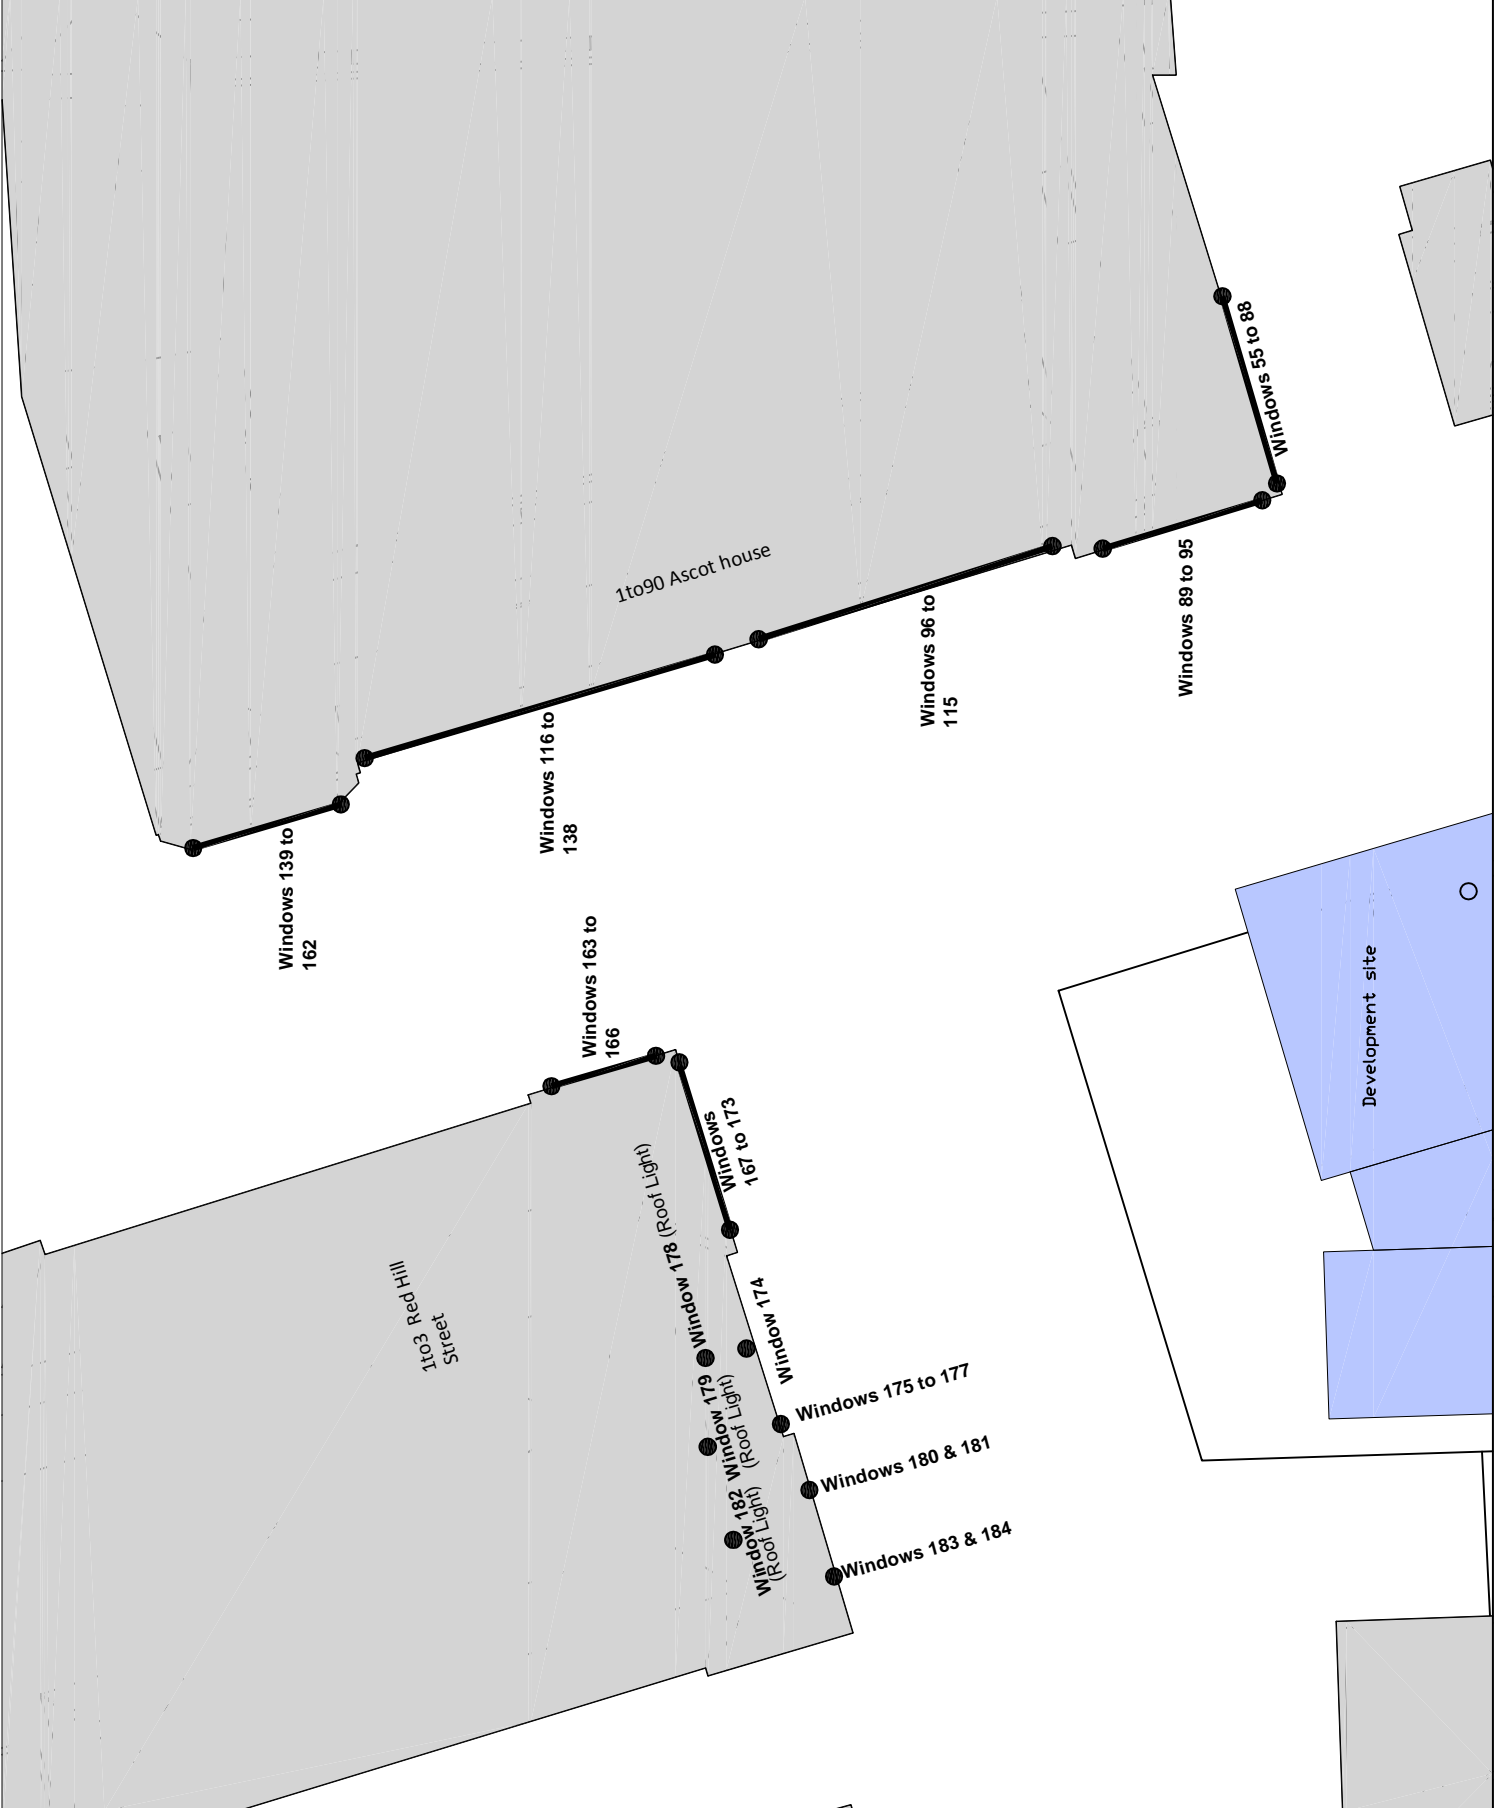 Windows 55 to 88
1to90 Ascot house
Windows 89 to 95
Windows 96 to
115
Windows 116 to
138
Windows 139 to
162
Windows 163 to
166
Development site
Windows
167 to 173
Window 178 (Roof Light)
1to3 Red Hill
Street
Window 174
Window 179
(Roof Light)
Windows 175 to 177
Windows 180 & 181
Window 182
(Roof Light)
Windows 183 & 184